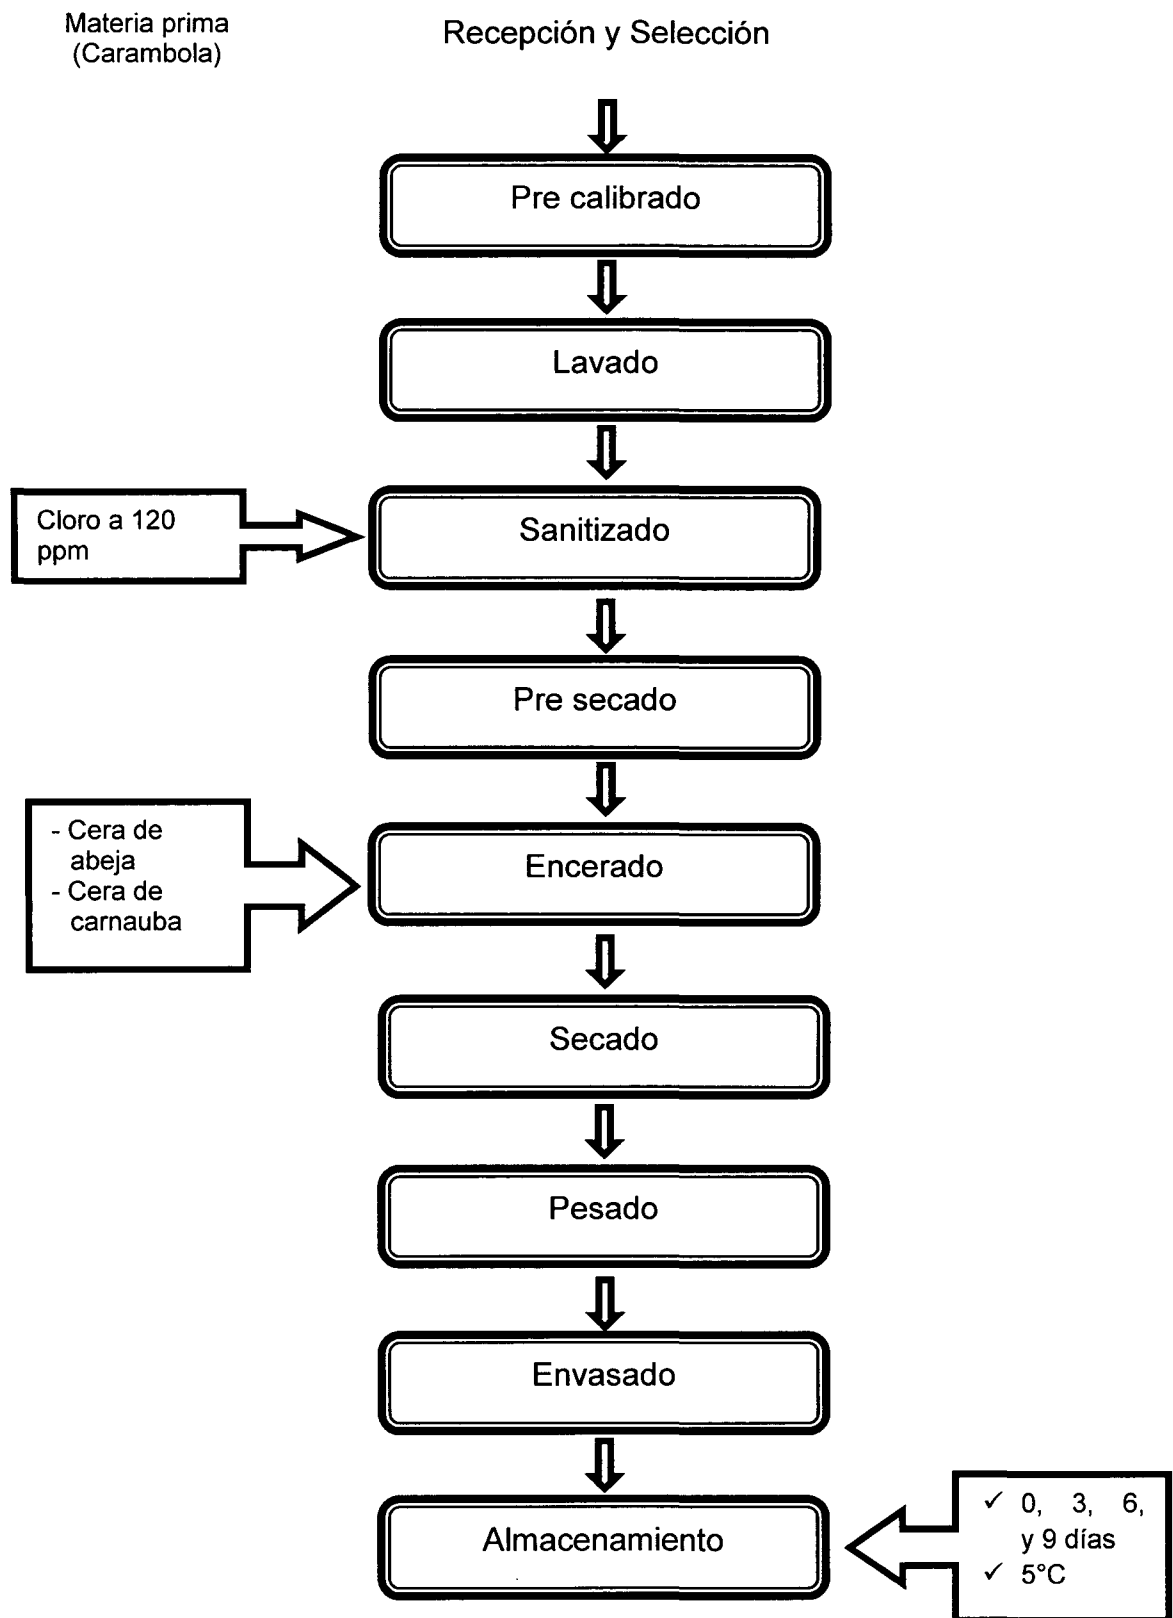 Materia prima
(Carambola)
Recepción y Selección
Pre calibrado
Lavado
Cloro a 120
ppm
Sanitizado
Pre secado
- Cera de
abeja
- Cera de
carnauba
Encerado
Secado
Pesado
Envasado
Almacenamiento
✓ 0, 3, 6,
y 9 días
✓ 5°C